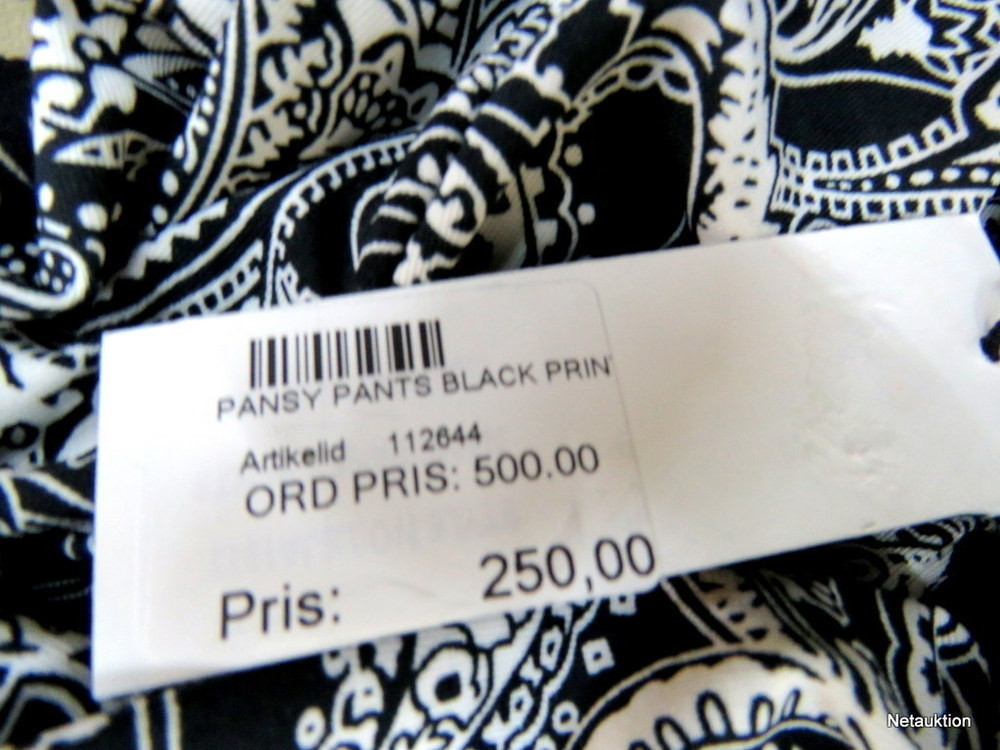 PANSY PANTS BLACK PRIN
ArtikelId 112644
ORD PRIS: 500.00
Pris: 250,00
Netauktion